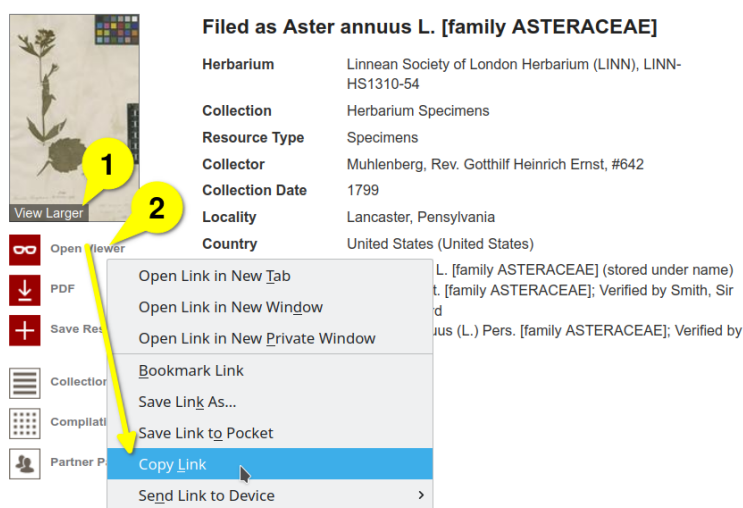 Filed as Aster annuus L. [family ASTERACEAE]
Herbarium Linnean Society of London Herbarium (LINN), LINN-
HS1310-54
Collection Herbarium Specimens
Resource Type Specimens
Collector Muhlenberg, Rev. Gotthilf Heinrich Ernst, #642
Collection Date 1799
Locality Lancaster, Pensylvania
Country United States (United States)
L. [family ASTERACEAE] (stored under name)
t. [family ASTERACEAE]; Verified by Smith, Sir
rd
(L.) Pers. [family ASTERACEAE]; Verified by
1
View Larger
2
Open Viewer
PDF
Save Res
Collection
Compilati
Partner P
Open Link in New Tab
Open Link in New Window
Open Link in New Private Window
Bookmark Link
Save Link As...
Save Link to Pocket
Copy Link
Send Link to Device